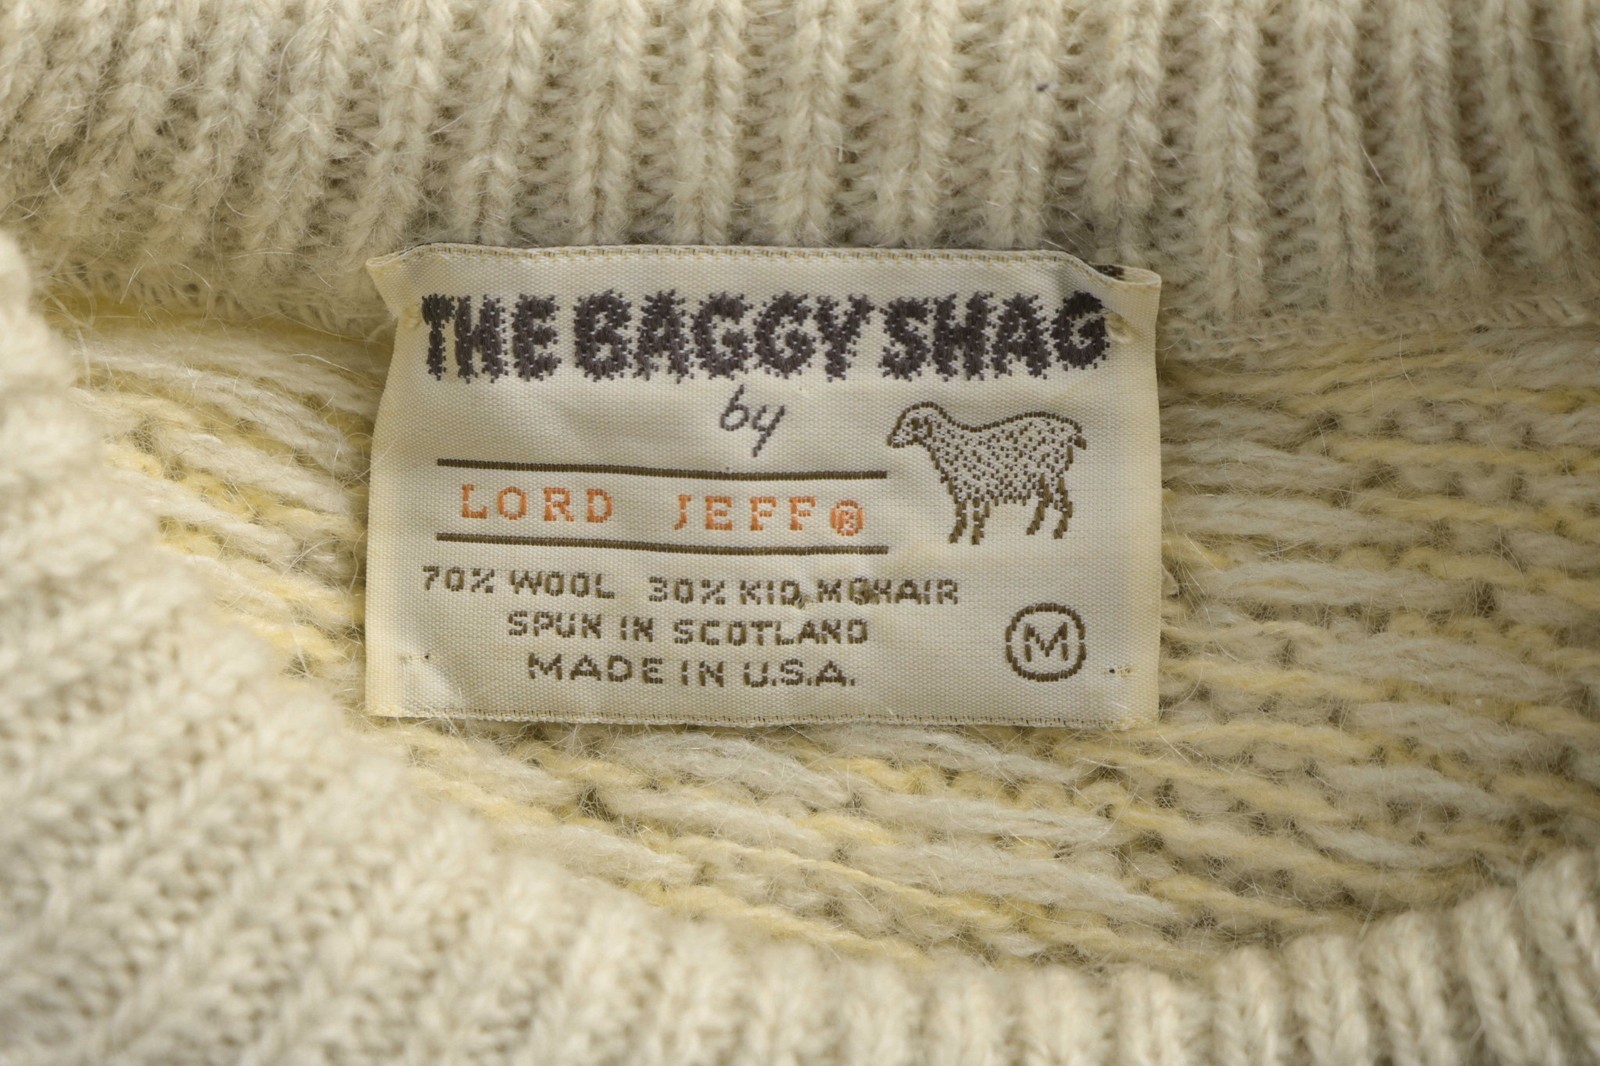 THE BAGGY SHAG
by
LORD JEFF®
70% WOOL 30% KID MOHAIR
SPUN IN SCOTLAND
MADE IN U.S.A.
M